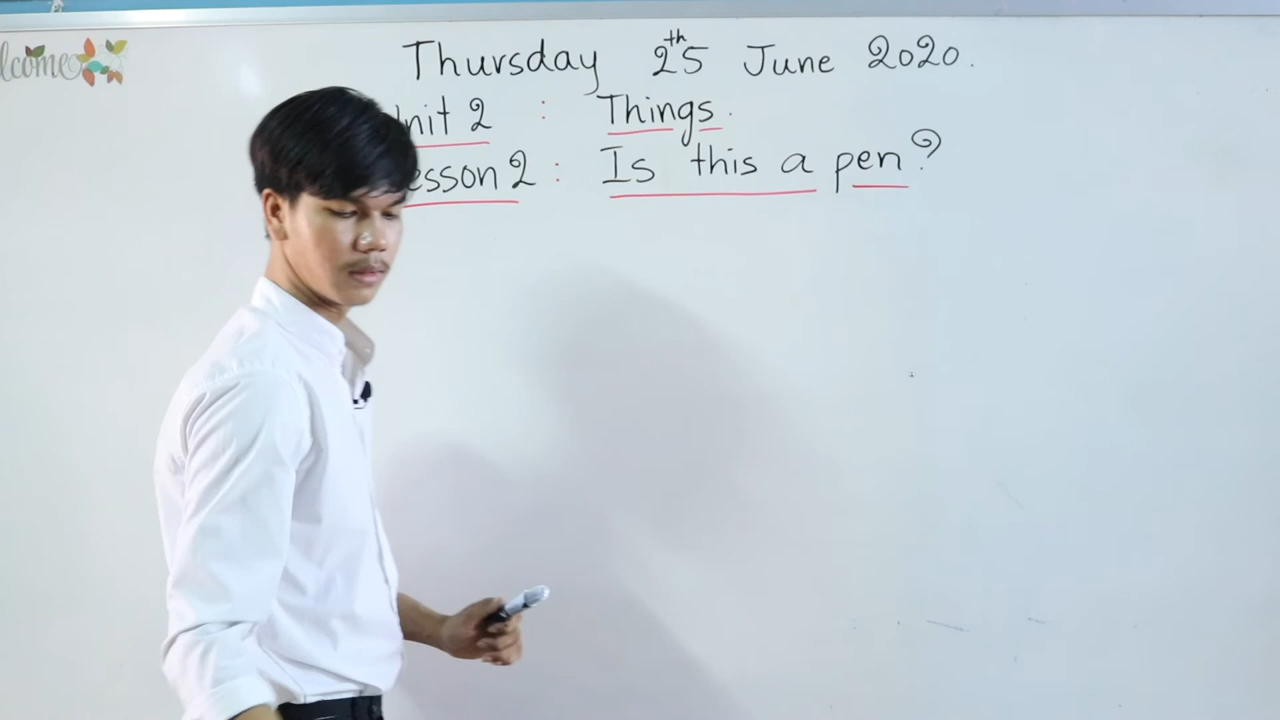 Thursday 25th June 2020.
nit 2 : Things.
esson 2 : Is this a pen?
lcome